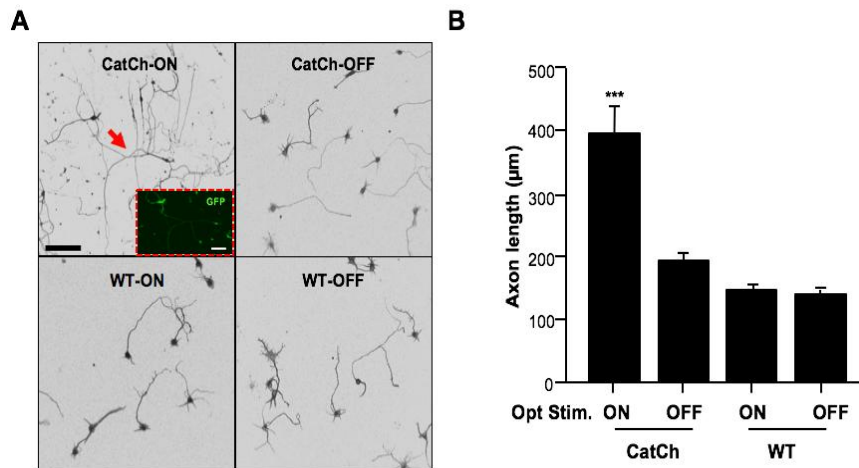 A
CatCh-ON
CatCh-OFF
GFP
WT-ON
WT-OFF
B
Axon length (µm)
500
400
300
200
100
0
***
Opt Stim. ON OFF ON OFF
CatCh WT